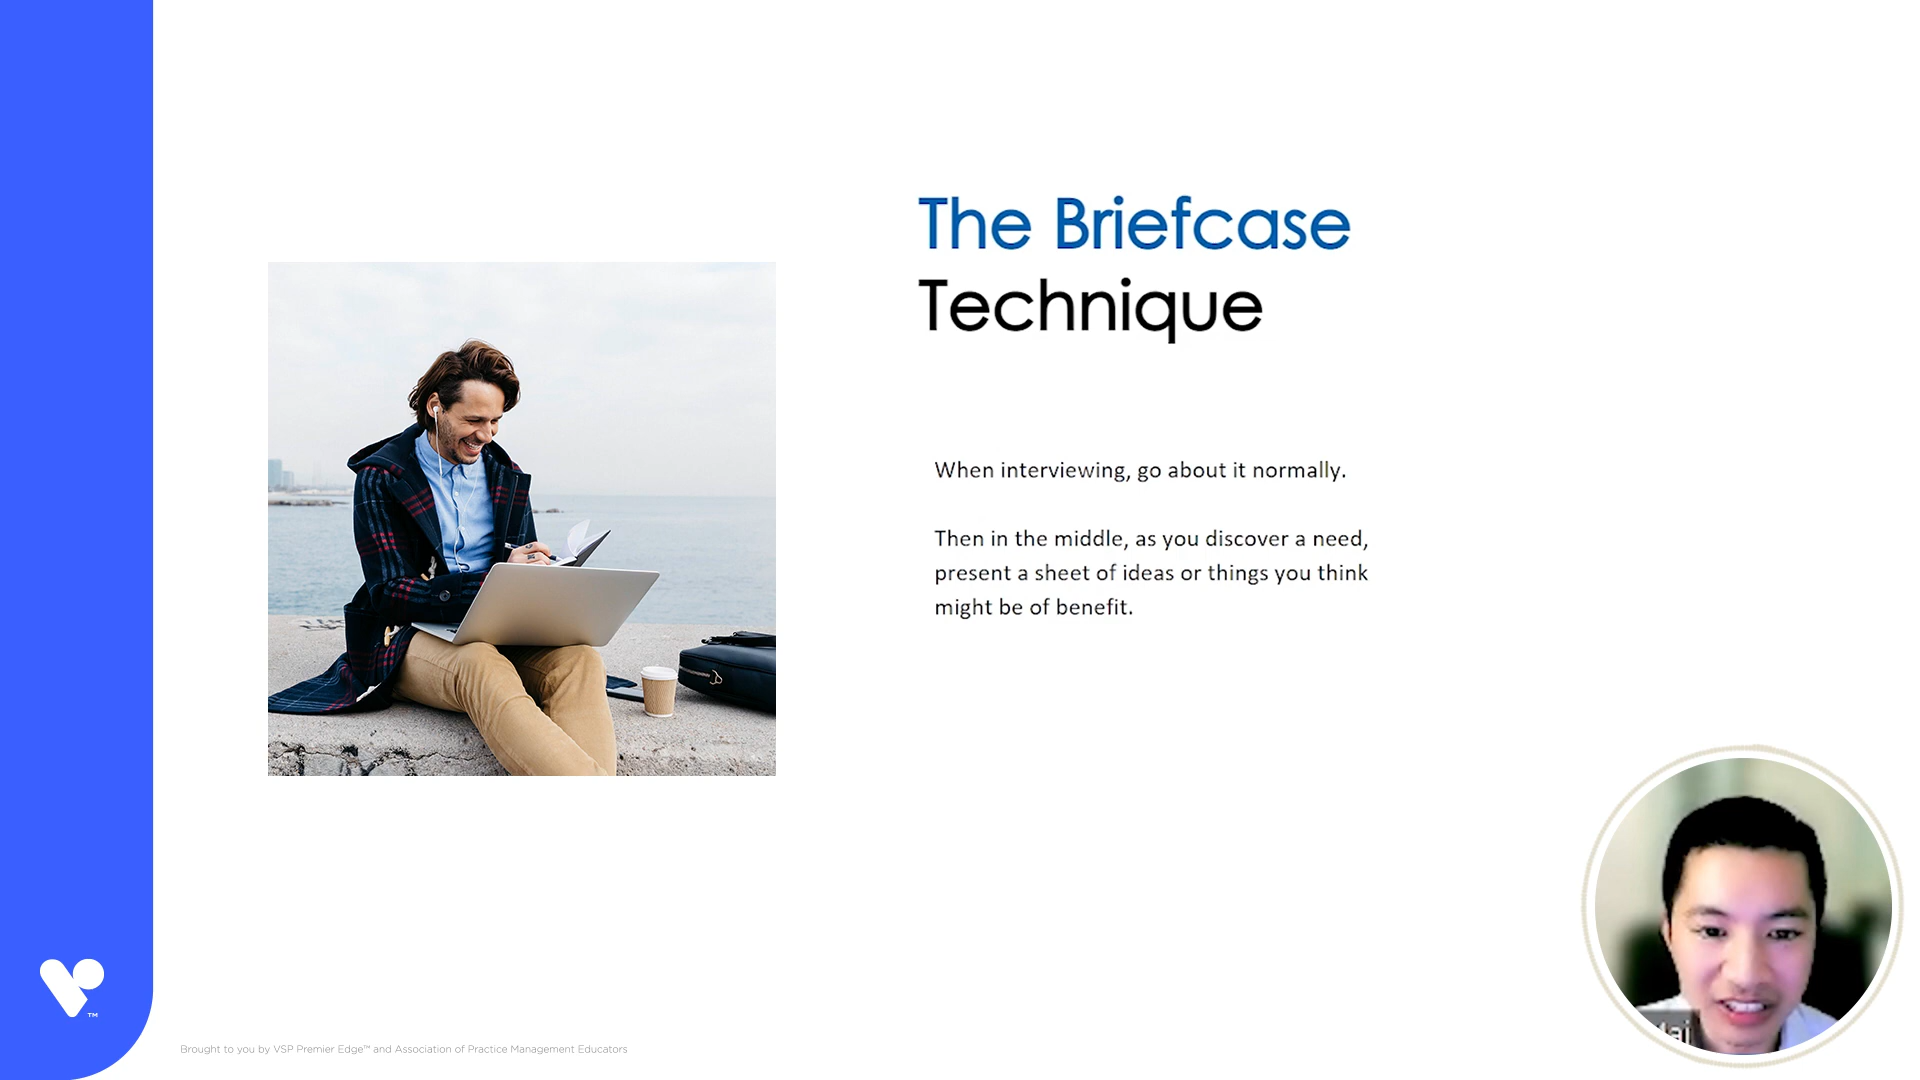 The Briefcase
Technique
When interviewing, go about it normally.
Then in the middle, as you discover a need,
present a sheet of ideas or things you think
might be of benefit.
TM
Brought to you by VSP Premier Edge™ and Association of Practice Management Educators